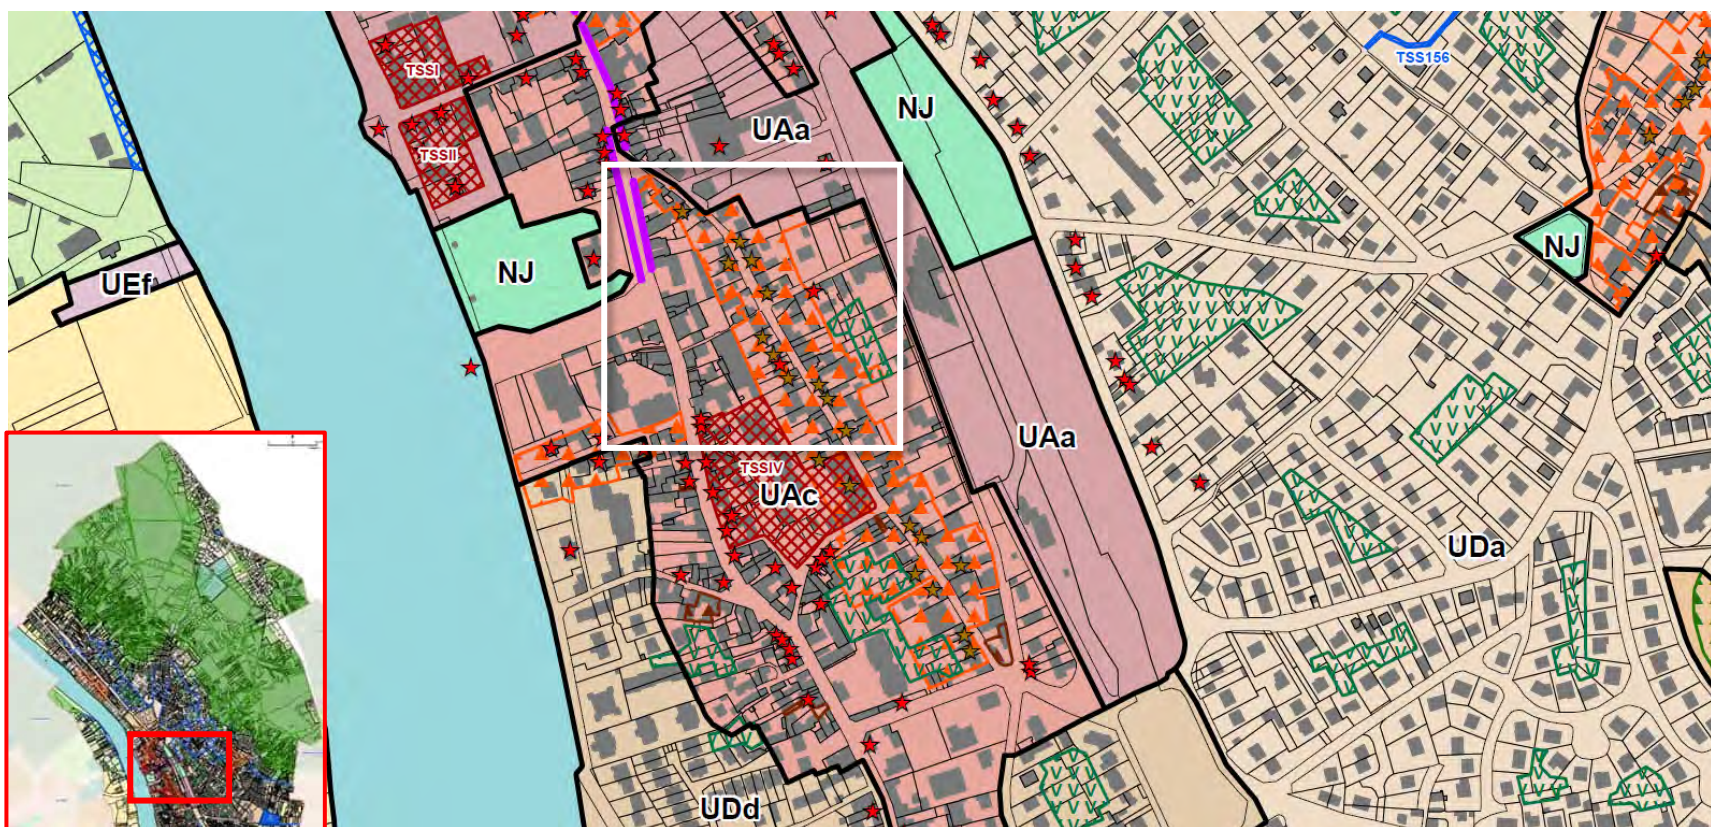 TSSI
TSS156
NJ
UAa
TSSII
NJ
NJ
UEf
UAa
TSSIV
UAc
UDa
UDd